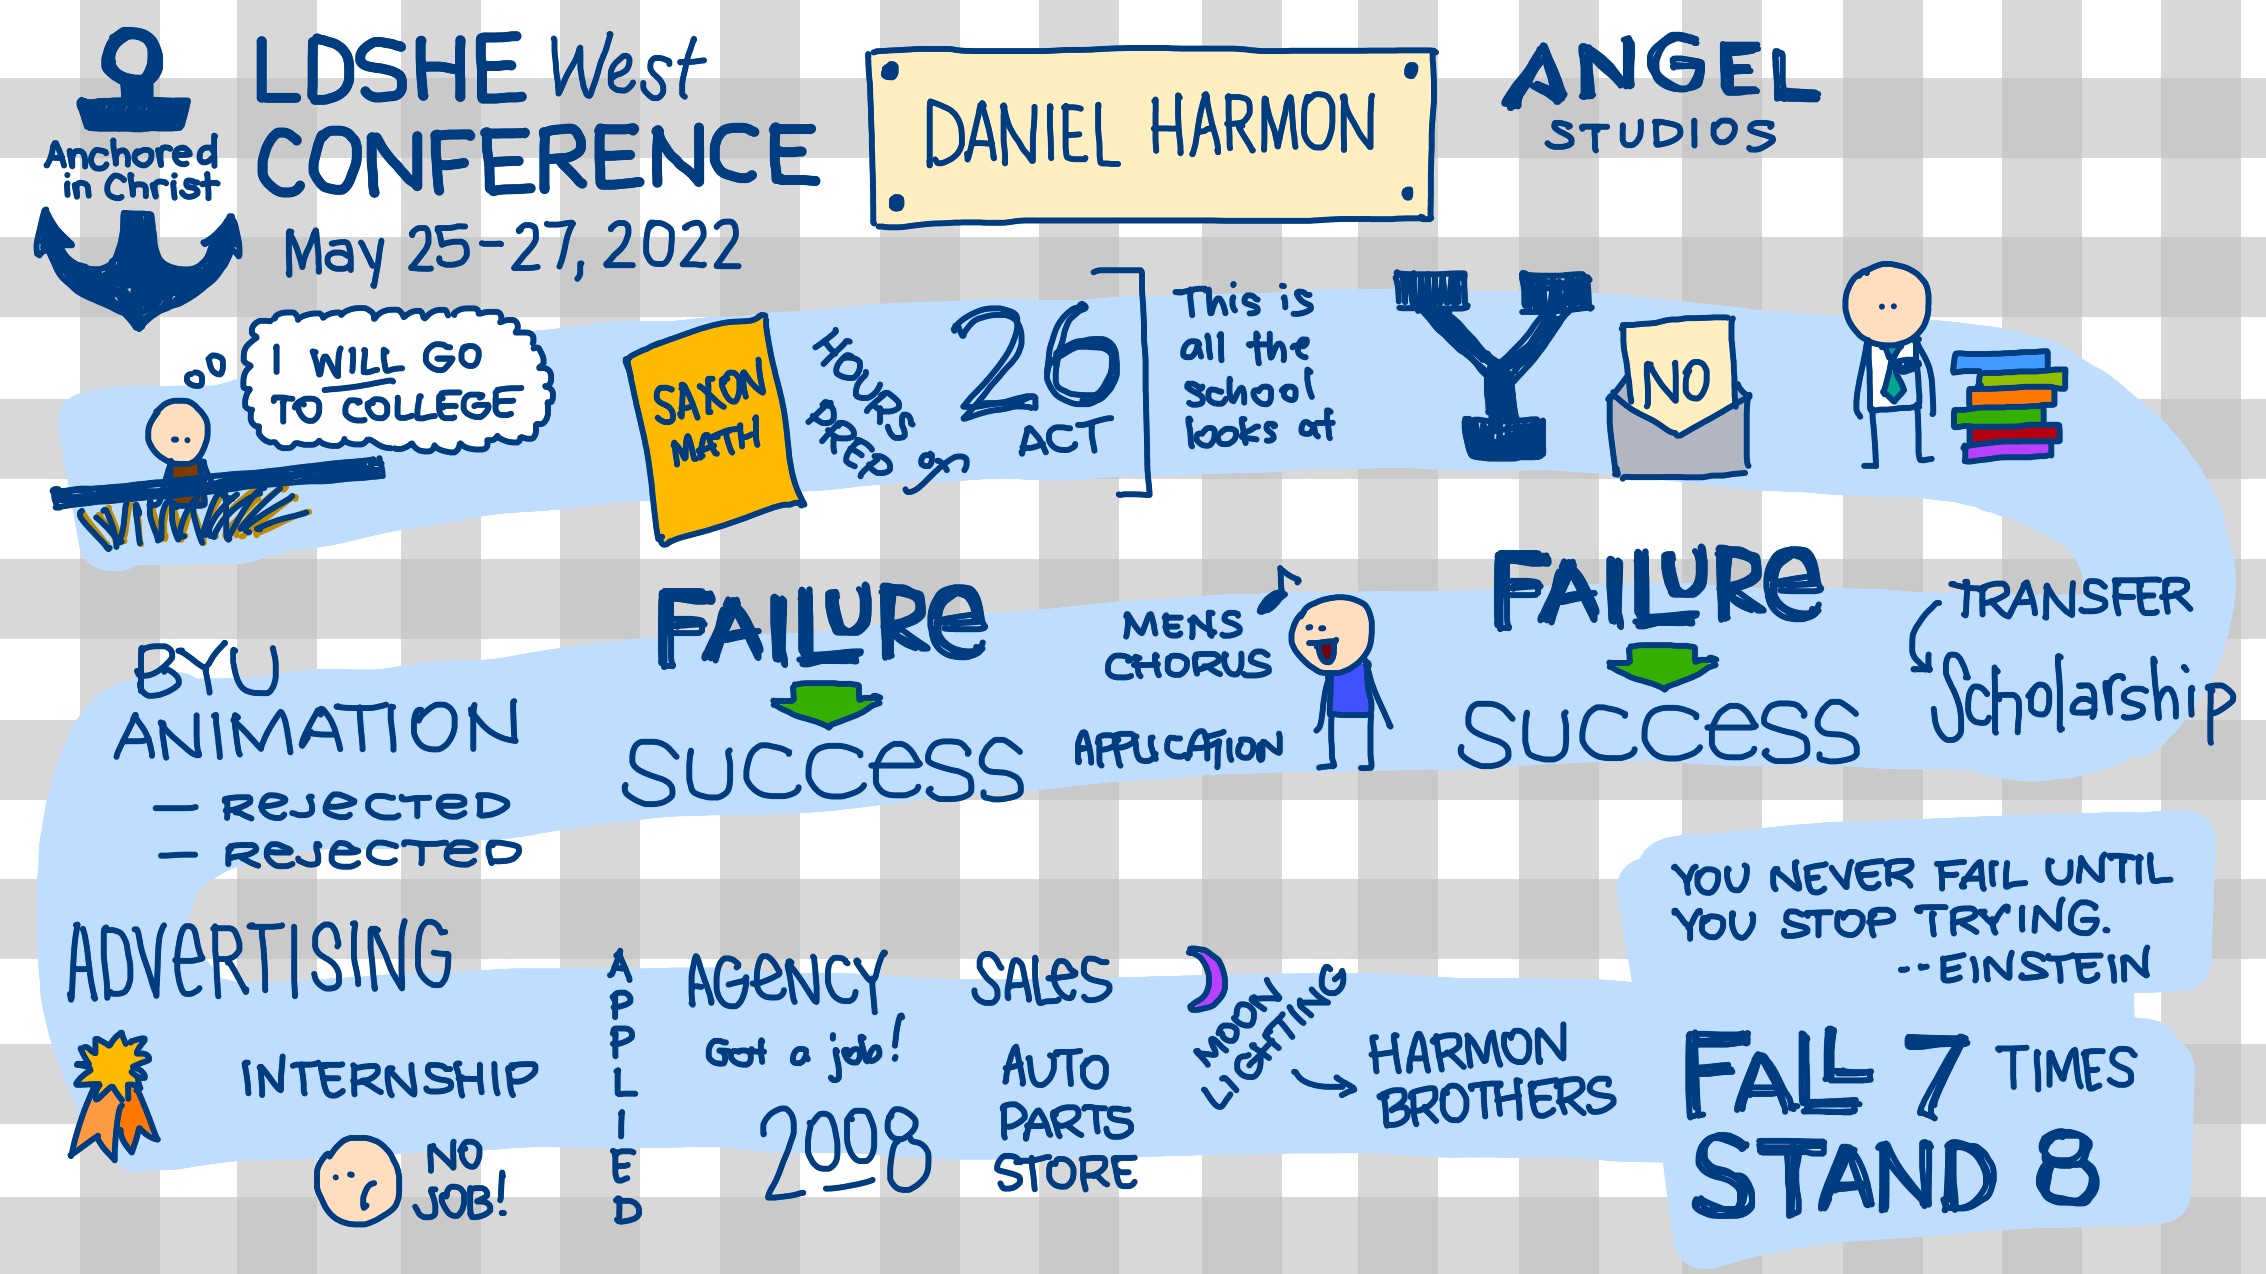 LDSHE West
CONFERENCE
May 25-27, 2022
Anchored
in Christ
DANIEL HARMON
ANGEL
STUDIOS
I WILL GO
TO COLLEGE
SAXON
MATH
HOURS
of
PREP
26
ACT
This is
all the
school
looks at
Y
NO
TRANSFER
Scholarship
FAILURE
SUCCESS
MENS
CHORUS
APPLICATION
FAILURE
SUCCESS
BYU
ANIMATION
— REJECTED
— REJECTED
ADVERTISING
INTERNSHIP
NO
JOB!
APPLIED
AGENCY
Got a job!
2008
SALES
AUTO
PARTS
STORE
MOON
LIGHTING
HARMON
BROTHERS
YOU NEVER FAIL UNTIL
YOU STOP TRYING.
--EINSTEIN
FALL 7 TIMES
STAND 8